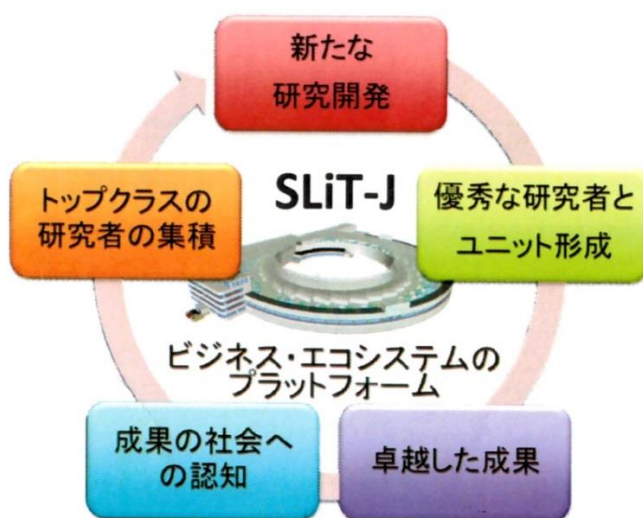 新たな
研究開発
優秀な研究者と
ユニット形成
卓越した成果
成果の社会へ
の認知
トップクラスの
研究者の集積
SLiT-J
ビジネス・エコシステムの
プラットフォーム